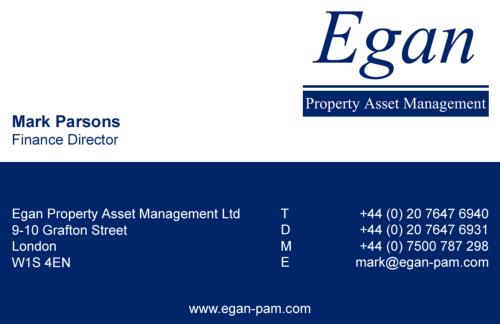 Egan
Property Asset Management
Mark Parsons
Finance Director
Egan Property Asset Management Ltd T +44 (0) 20 7647 6940
9-10 Grafton Street D +44 (0) 20 7647 6931
London M +44 (0) 7500 787 298
W1S 4EN E mark@egan-pam.com
www.egan-pam.com